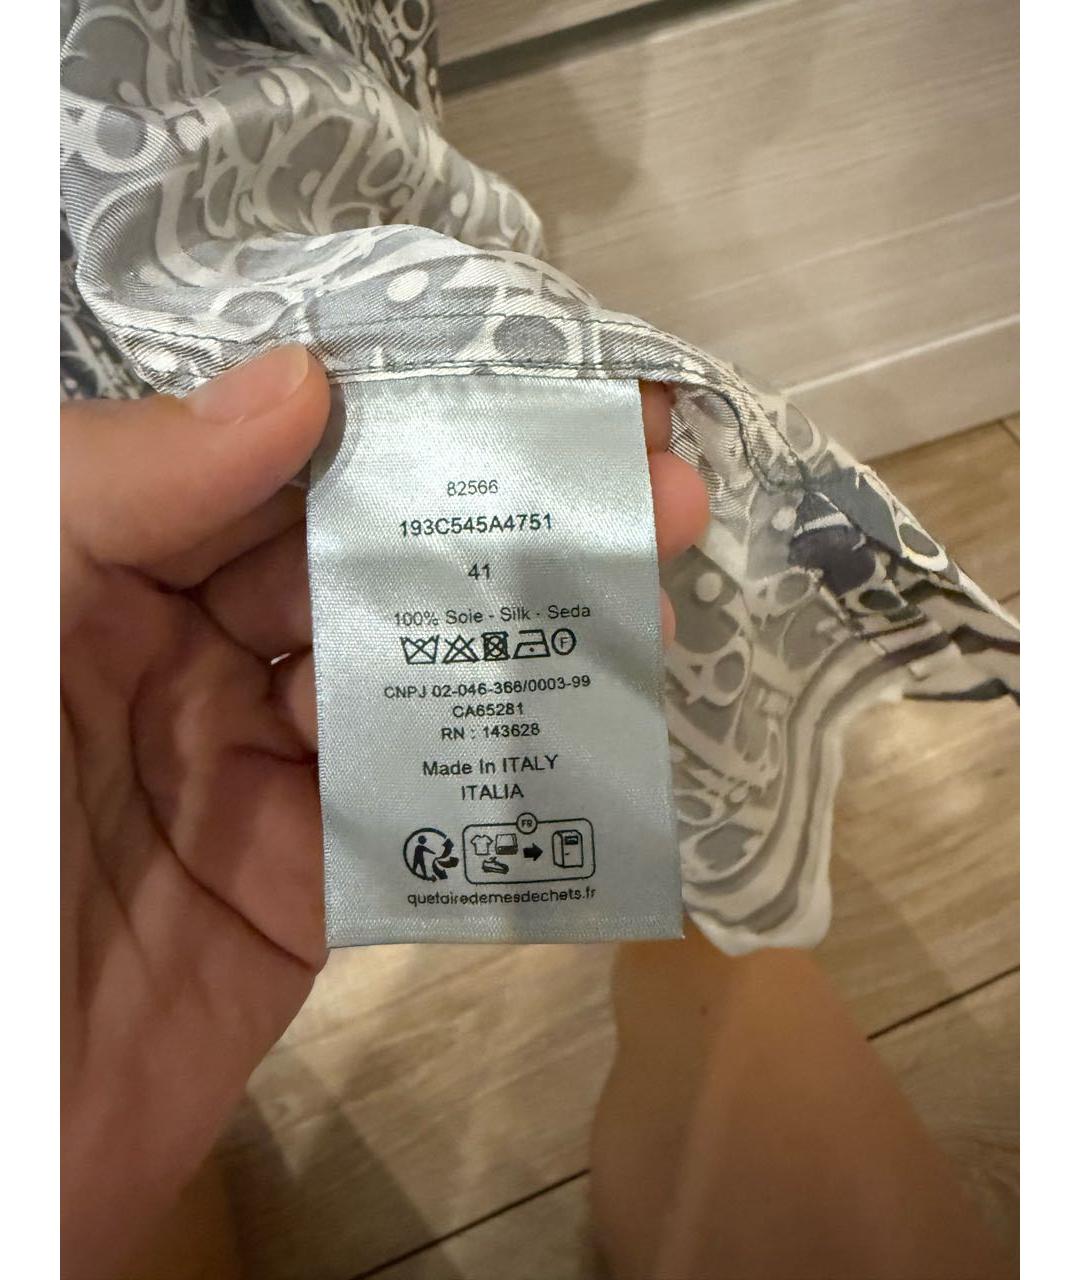 82566
193C545A4751
41
100% Soie - Silk - Seda
F
CNPJ 02-046-366/0003-99
CA65281
RN : 143628
Made In ITALY
ITALIA
FR
quefairedemesdechets.fr